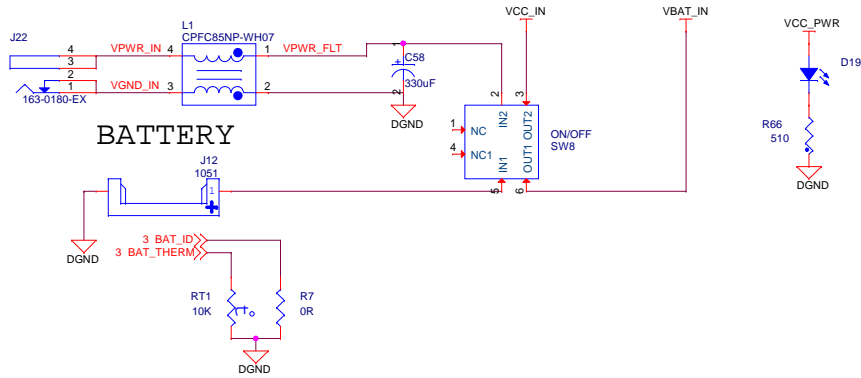 L1
CPFC85NP-WH07
J22
4
VPWR_IN
4
1
VPWR_FLT
3
2
VGND_IN
1
3
2
163-0180-EX
+
C58
330uF
1
2
DGND
VCC_IN
VBAT_IN
2
3
IN2
OUT2
1
NC
4
NC1
IN1
OUT1
5
6
ON/OFF
SW8
VCC_PWR
D19
R66
510
DGND
BATTERY
J12
1051
1
+
DGND
3 BAT_ID
3 BAT_THERM
RT1
10K
t°
R7
0R
DGND